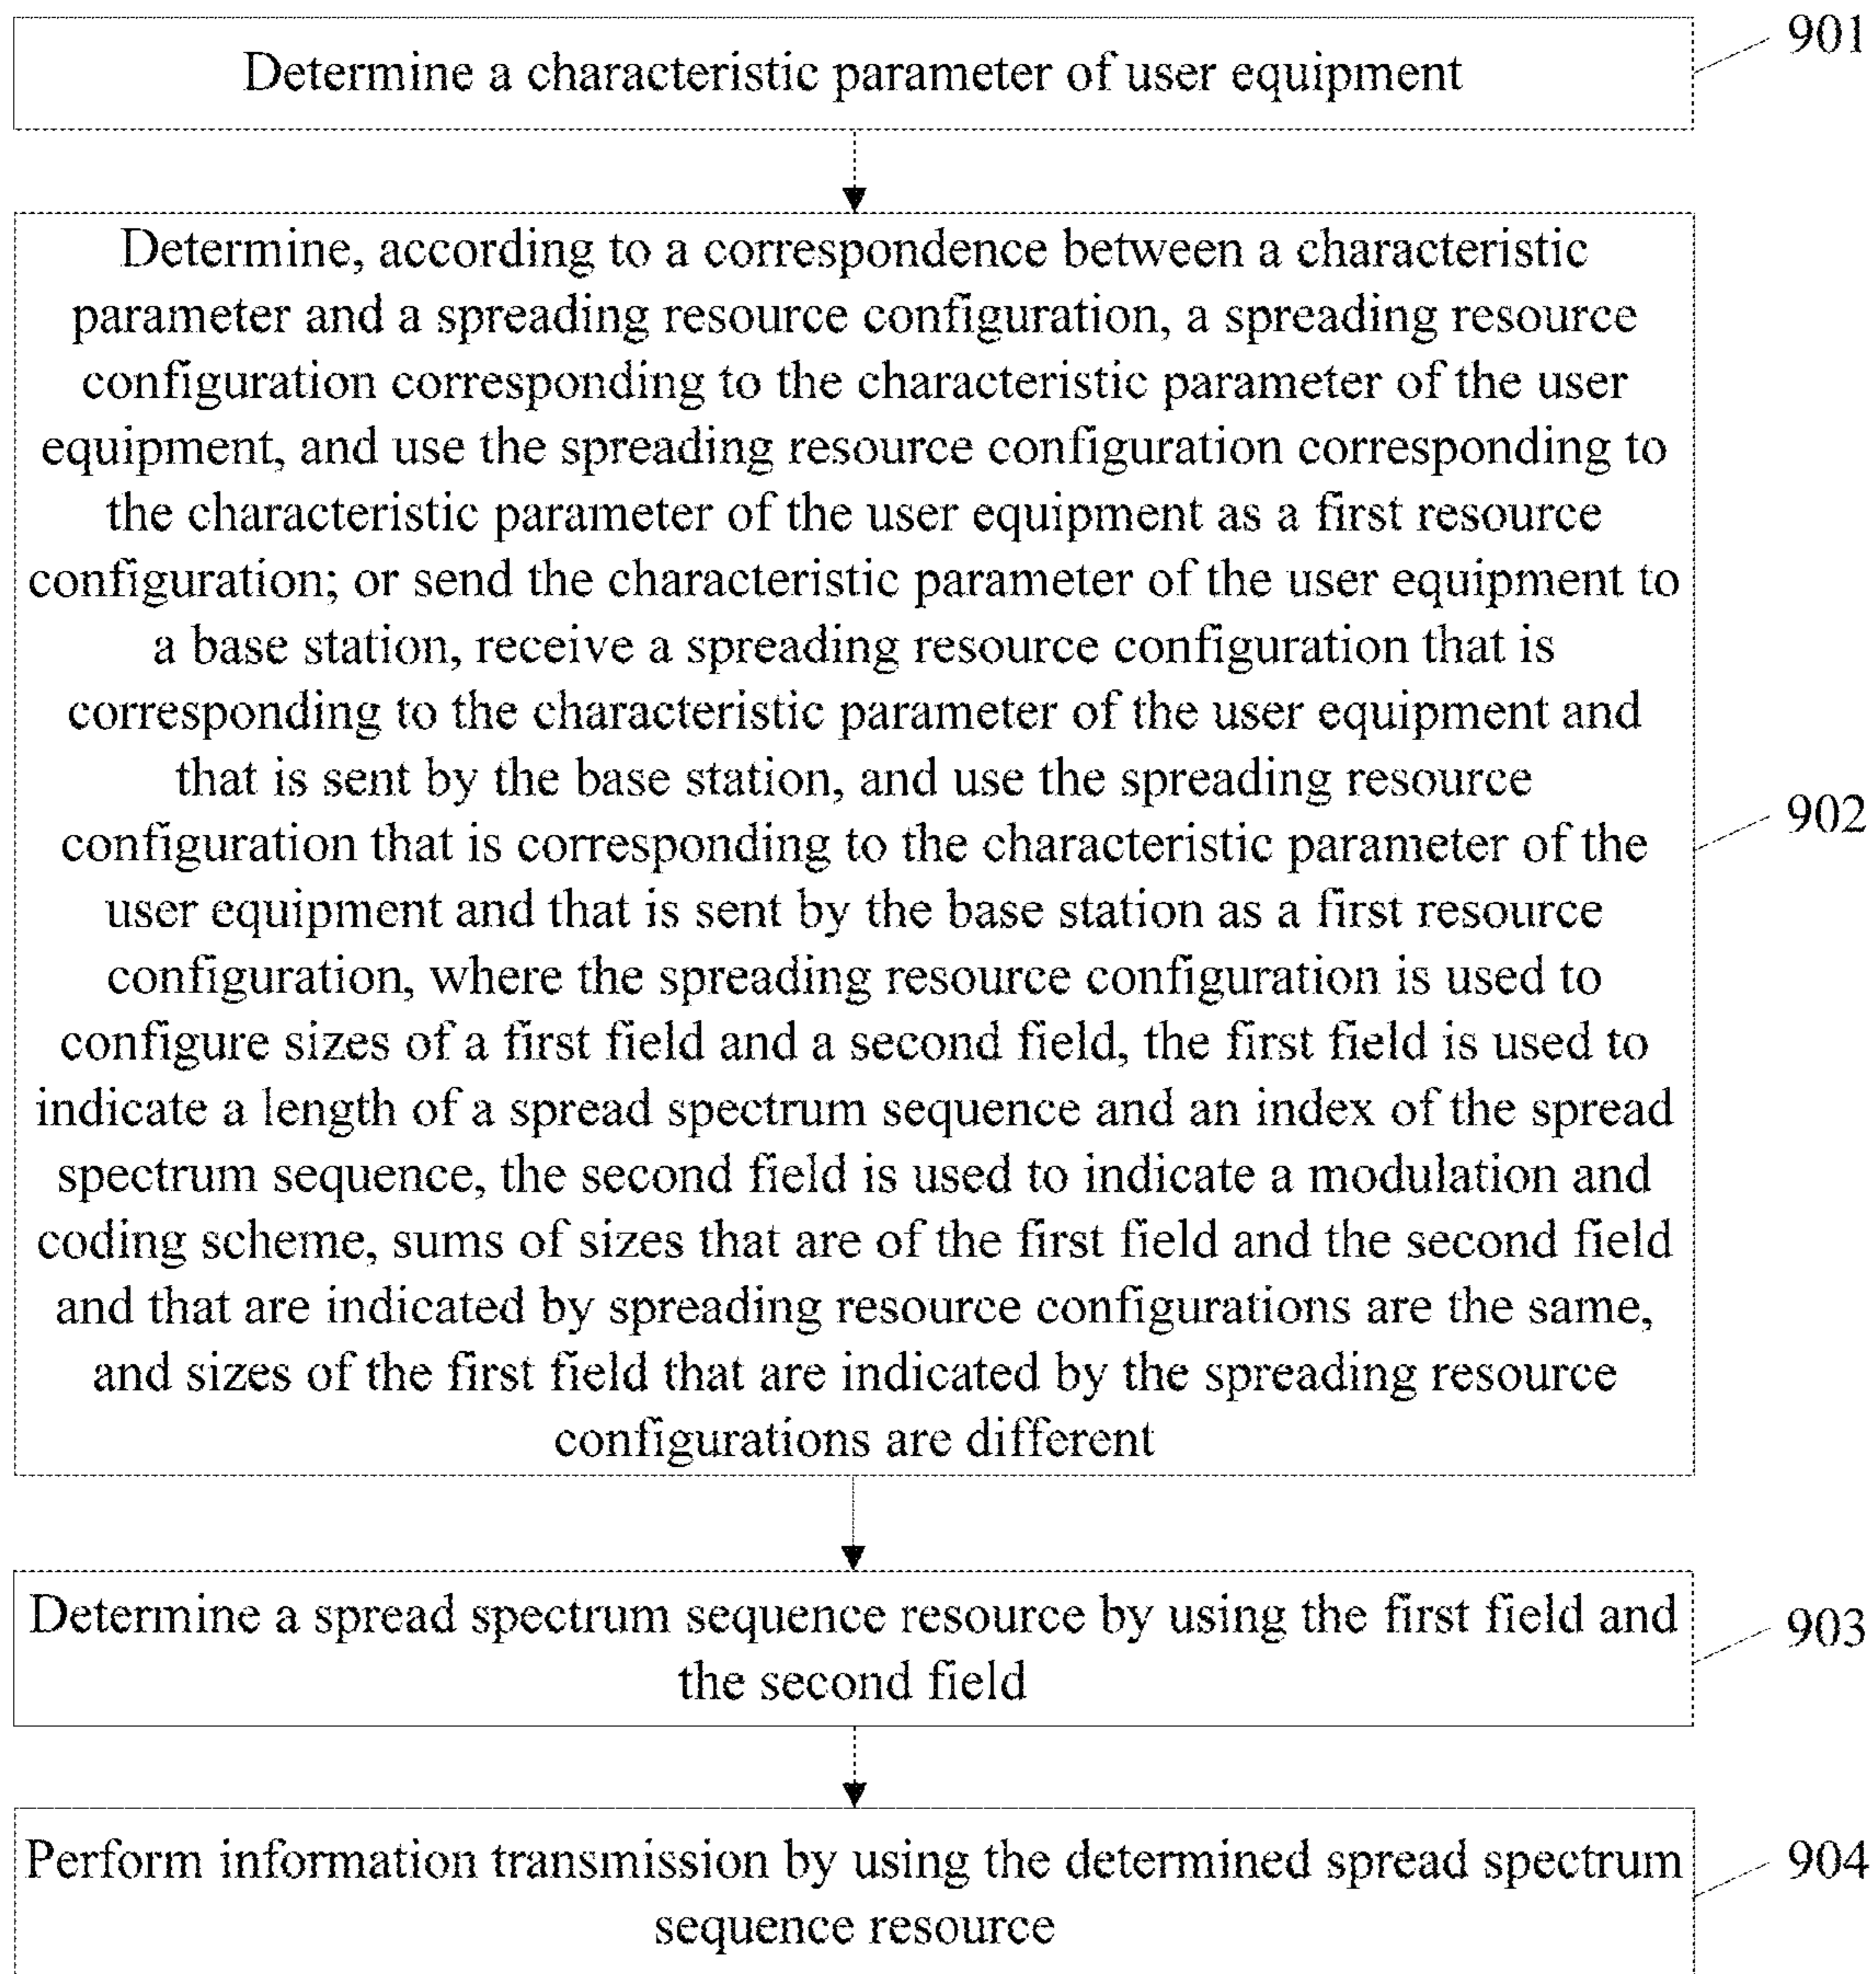 Determine a characteristic parameter of user equipment
901
Determine, according to a correspondence between a characteristic
parameter and a spreading resource configuration, a spreading resource
configuration corresponding to the characteristic parameter of the user
equipment, and use the spreading resource configuration corresponding to
the characteristic parameter of the user equipment as a first resource
configuration; or send the characteristic parameter of the user equipment to
a base station, receive a spreading resource configuration that is
corresponding to the characteristic parameter of the user equipment and
that is sent by the base station, and use the spreading resource
configuration that is corresponding to the characteristic parameter of the
user equipment and that is sent by the base station as a first resource
configuration, where the spreading resource configuration is used to
configure sizes of a first field and a second field, the first field is used to
indicate a length of a spread spectrum sequence and an index of the spread
spectrum sequence, the second field is used to indicate a modulation and
coding scheme, sums of sizes that are of the first field and the second field
and that are indicated by spreading resource configurations are the same,
and sizes of the first field that are indicated by the spreading resource
configurations are different
902
Determine a spread spectrum sequence resource by using the first field and
the second field
903
Perform information transmission by using the determined spread spectrum
sequence resource
904